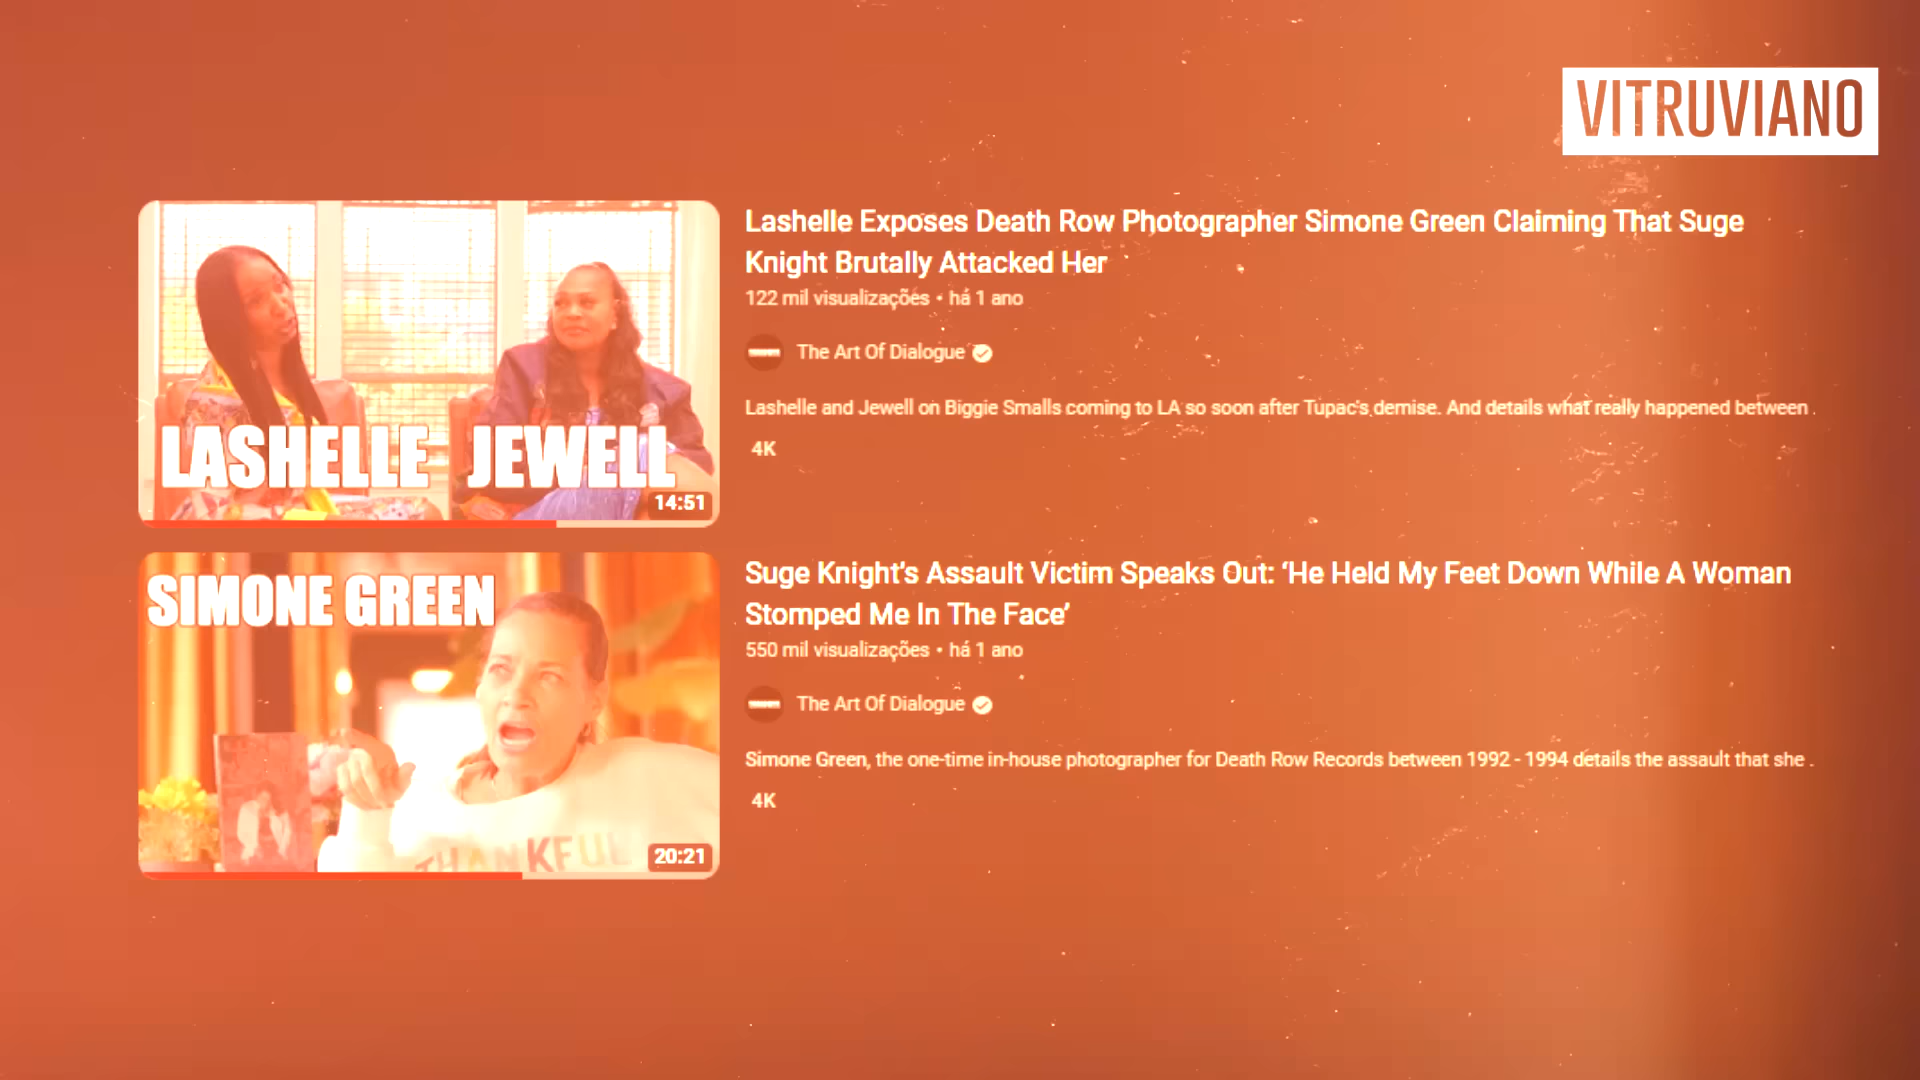 VITRUVIANO
Lashelle Exposes Death Row Photographer Simone Green Claiming That Suge
Knight Brutally Attacked Her
122 mil visualizações • há 1 ano
The Art Of Dialogue
Lashelle and Jewell on Biggie Smalls coming to LA so soon after Tupac's demise. And details what really happened between .
4K
LASHELLE JEWELL
14:51
SIMONE GREEN
THANKFUL
20:21
Suge Knight's Assault Victim Speaks Out: ‘He Held My Feet Down While A Woman
Stomped Me In The Face’
550 mil visualizações • há 1 ano
The Art Of Dialogue
Simone Green, the one-time in-house photographer for Death Row Records between 1992 - 1994 details the assault that she .
4K